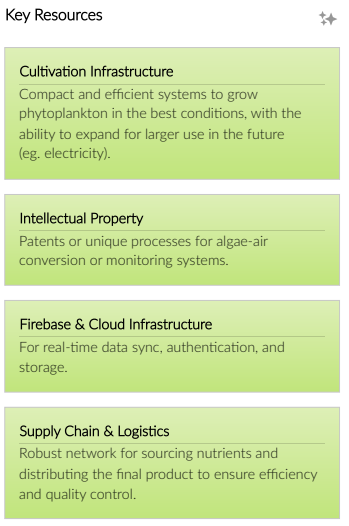 Key Resources
Cultivation Infrastructure
Compact and efficient systems to grow
phytoplankton in the best conditions, with the
ability to expand for larger use in the future
(eg. electricity).
Intellectual Property
Patents or unique processes for algae-air
conversion or monitoring systems.
Firebase & Cloud Infrastructure
For real-time data sync, authentication, and
storage.
Supply Chain & Logistics
Robust network for sourcing nutrients and
distributing the final product to ensure efficiency
and quality control.